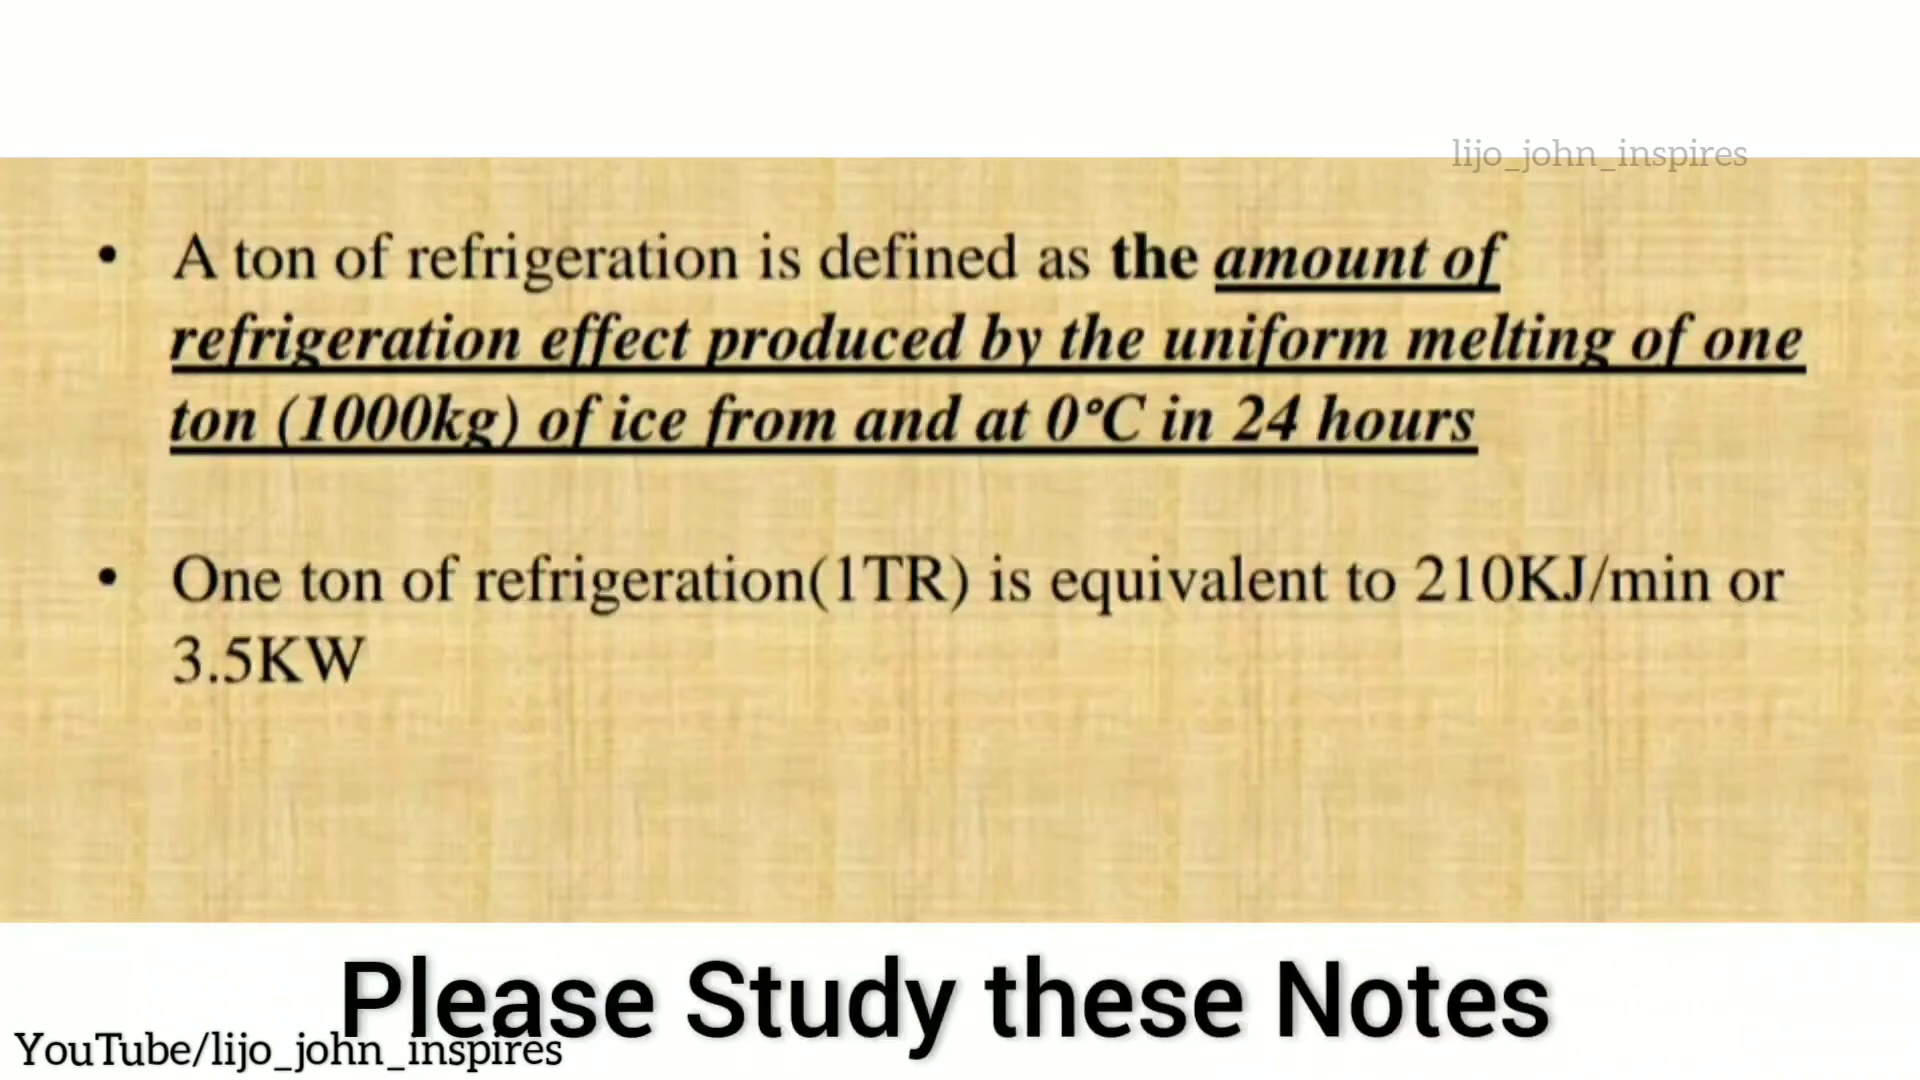 lijo_john_inspires
• A ton of refrigeration is defined as the amount of
refrigeration effect produced by the uniform melting of one
ton (1000kg) of ice from and at 0°C in 24 hours
• One ton of refrigeration(1TR) is equivalent to 210KJ/min or
3.5KW
Please Study these Notes
YouTube/lijo_john_inspires